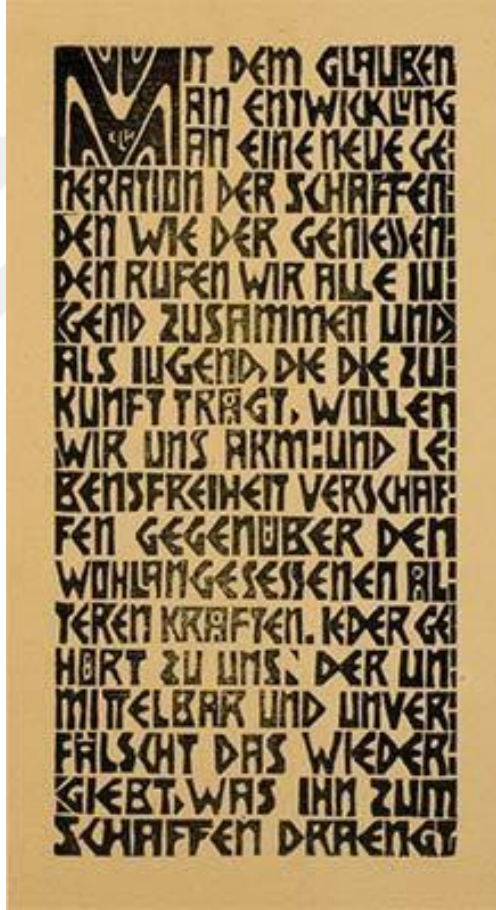 MIT DEM GLAUBEN
AN ENTWICKLUNG
AN EINE NEUE GE:
NERATION DER SCHAFFEN:
DEN WIE DER GENIESSEN:
DEN RUFEN WIR ALLE IU:
GEND ZUSAMMEN UND
ALS IUGEND, DIE DIE ZU:
KUNFT TRÄGT, WOLLEN
WIR UNS ARM:UND LE:
BENSFREIHEIT VERSCHAF:
FEN GEGENÜBER DEN
WOHLANGESESSENEN ÄL:
TEREN KRÄFTEN. IEDER GE
HÖRT ZU UNS, DER UN:
MITTELBAR UND UNVER:
FÄLSCHT DAS WIEDER:
GIEBT, WAS IHN ZUM
SCHAFFEN DRAENGT